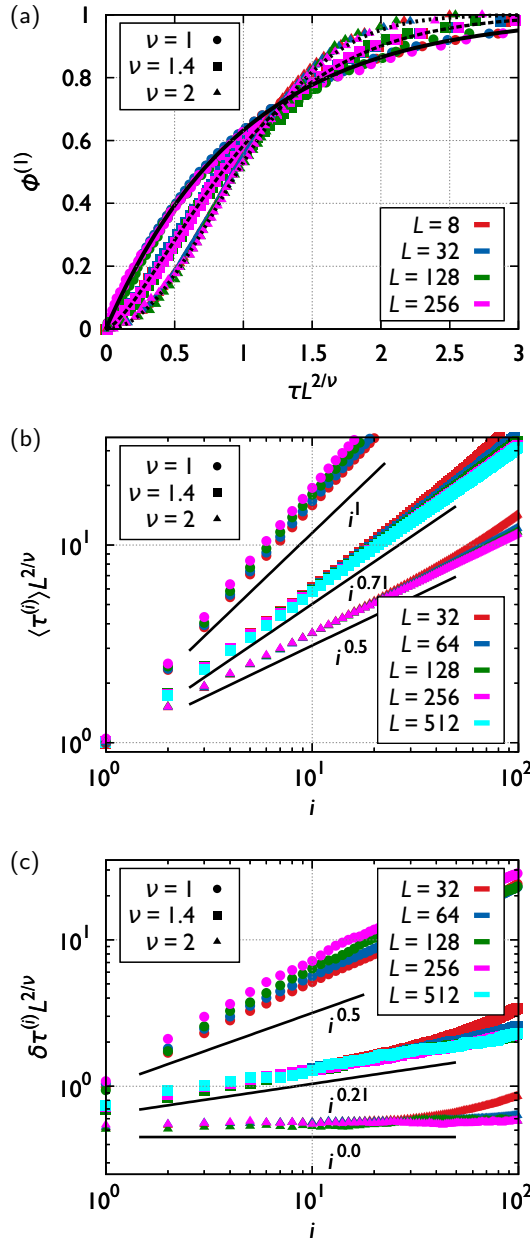 (a)
Φ(1)
1
0.8
0.6
0.4
0.2
0
ν = 1
ν = 1.4
ν = 2
L = 8
L = 32
L = 128
L = 256
0 0.5 1 1.5 2 2.5 3
τL^{2/ν}
(b)
⟨τ^{(i)}⟩L^{2/ν}
10^1
10^0
ν = 1
ν = 1.4
ν = 2
i^1
i^{0.71}
i^{0.5}
L = 32
L = 64
L = 128
L = 256
L = 512
10^0 10^1 10^2
i
(c)
δτ^{(i)}L^{2/ν}
10^1
10^0
ν = 1
ν = 1.4
ν = 2
L = 32
L = 64
L = 128
L = 256
L = 512
i^{0.5}
i^{0.21}
i^{0.0}
10^0 10^1 10^2
i